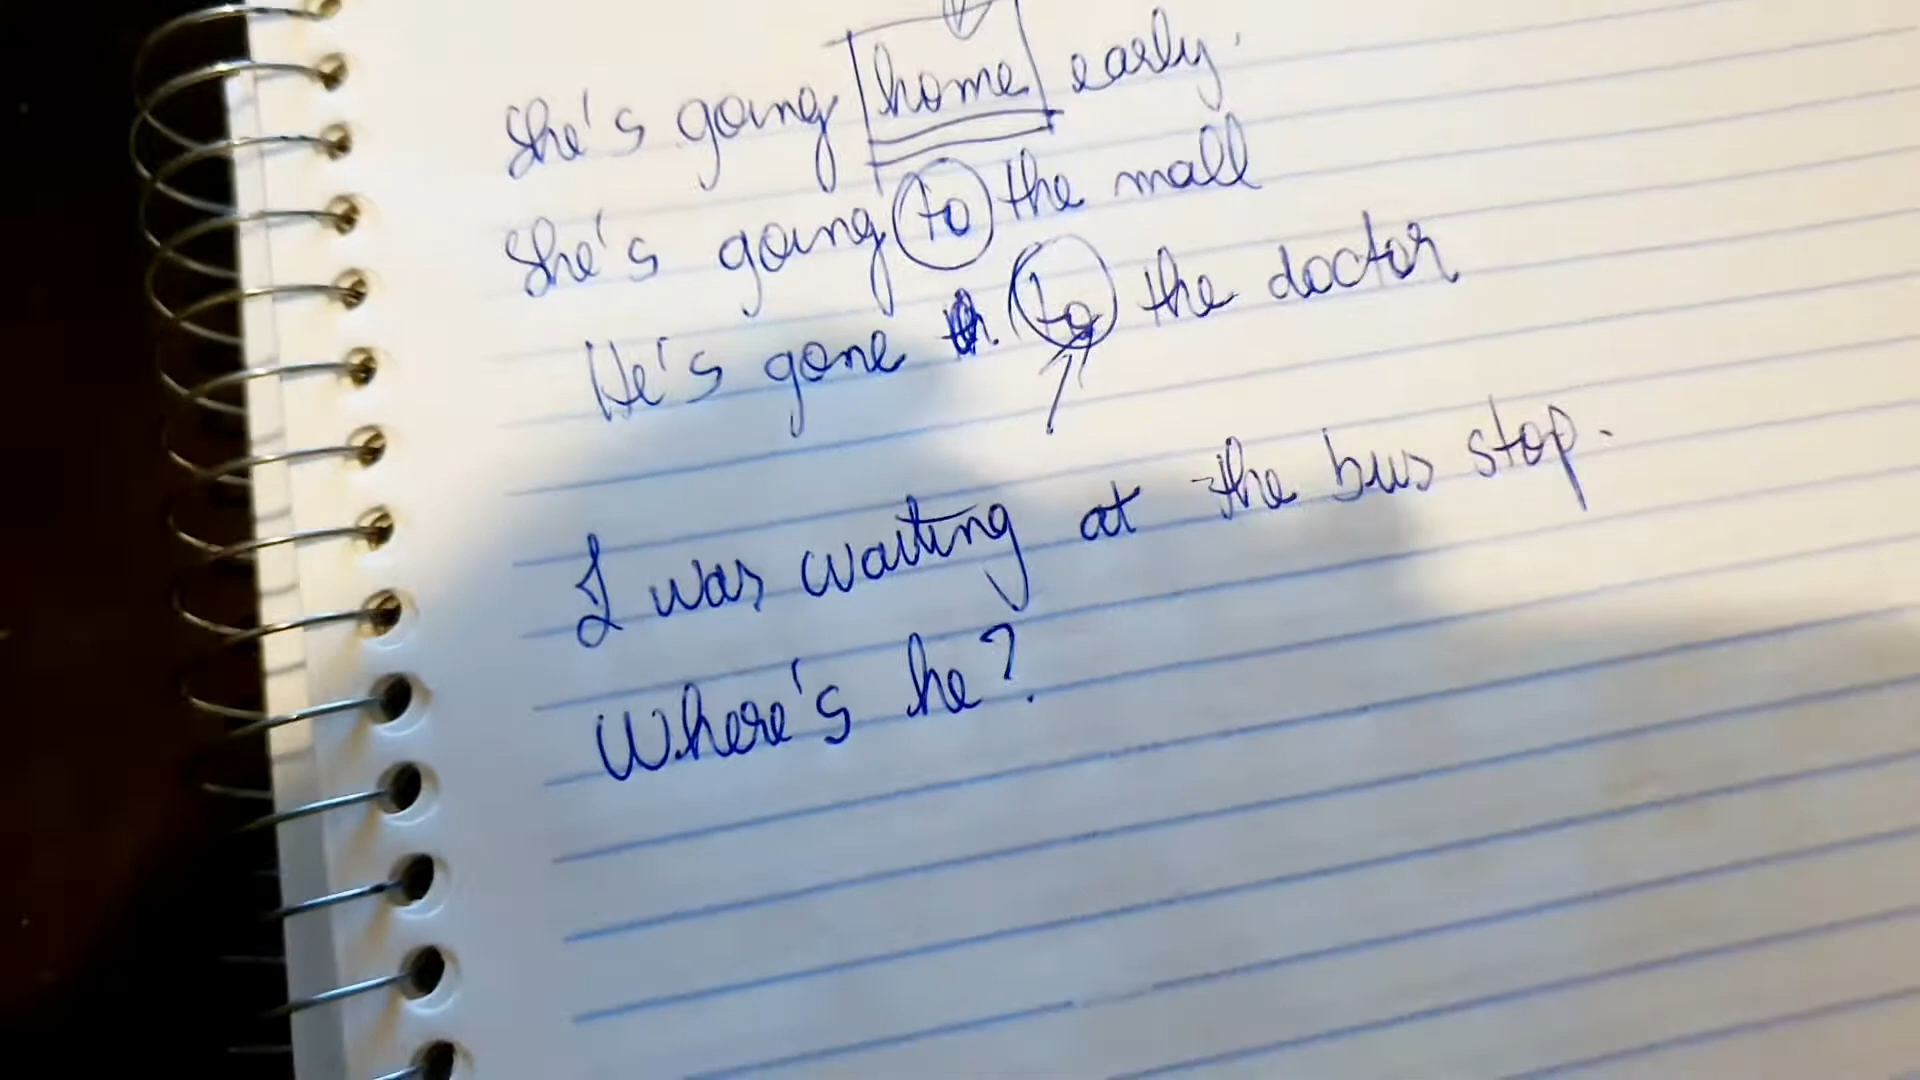 She's going home early.
She's going to the mall
He's gone to the doctor
I was waiting at the bus stop.
Where's he?